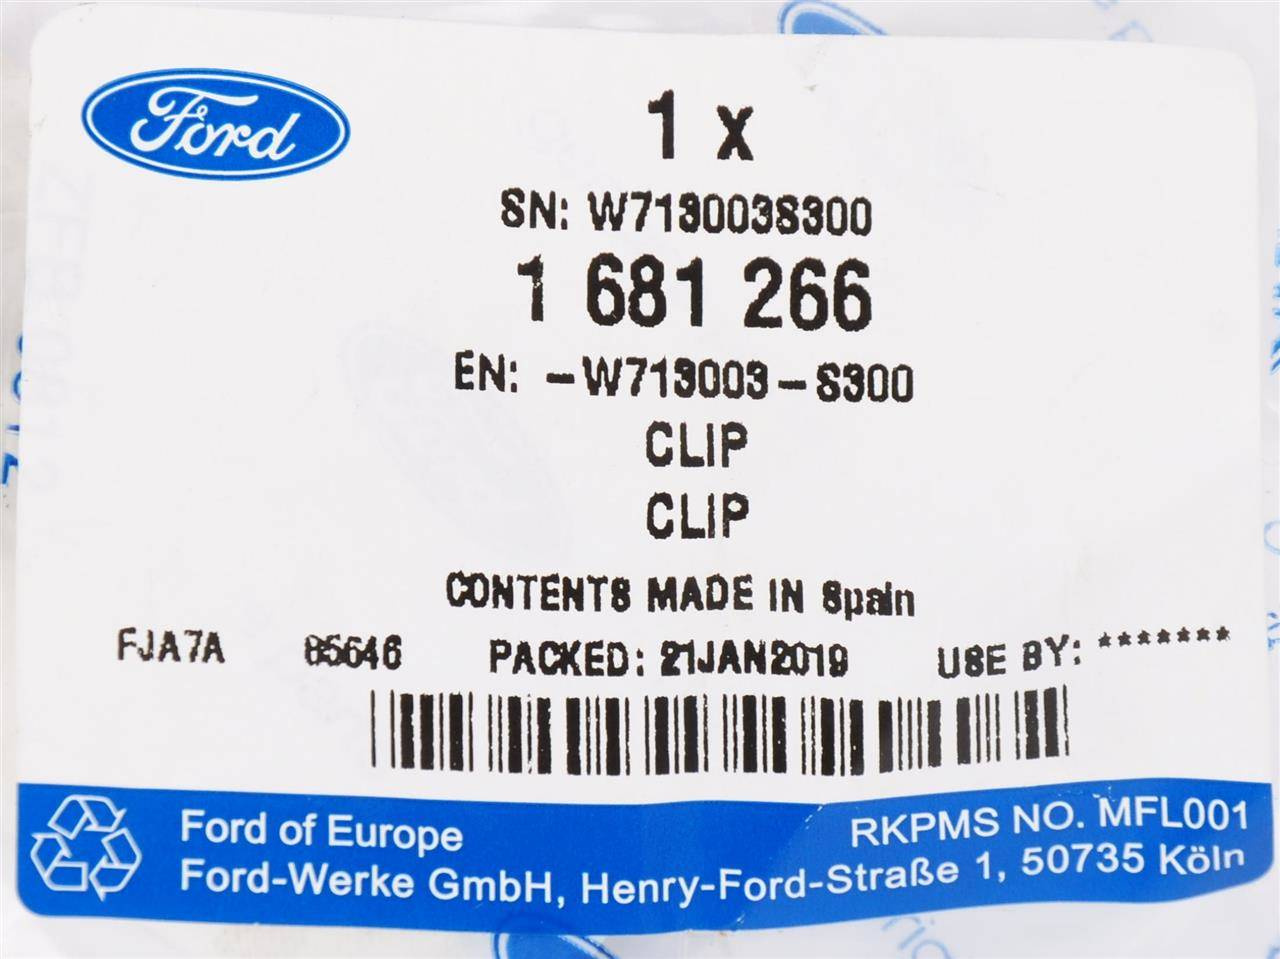 Ford
1 x
SN: W713003S300
1 681 266
EN: -W713003-S300
CLIP
CLIP
CONTENTS MADE IN Spain
FJA7A 85646 PACKED: 21JAN2019 USE BY: *******
Ford of Europe
RKPMS NO. MFL001
Ford-Werke GmbH, Henry-Ford-Straße 1, 50735 Köln